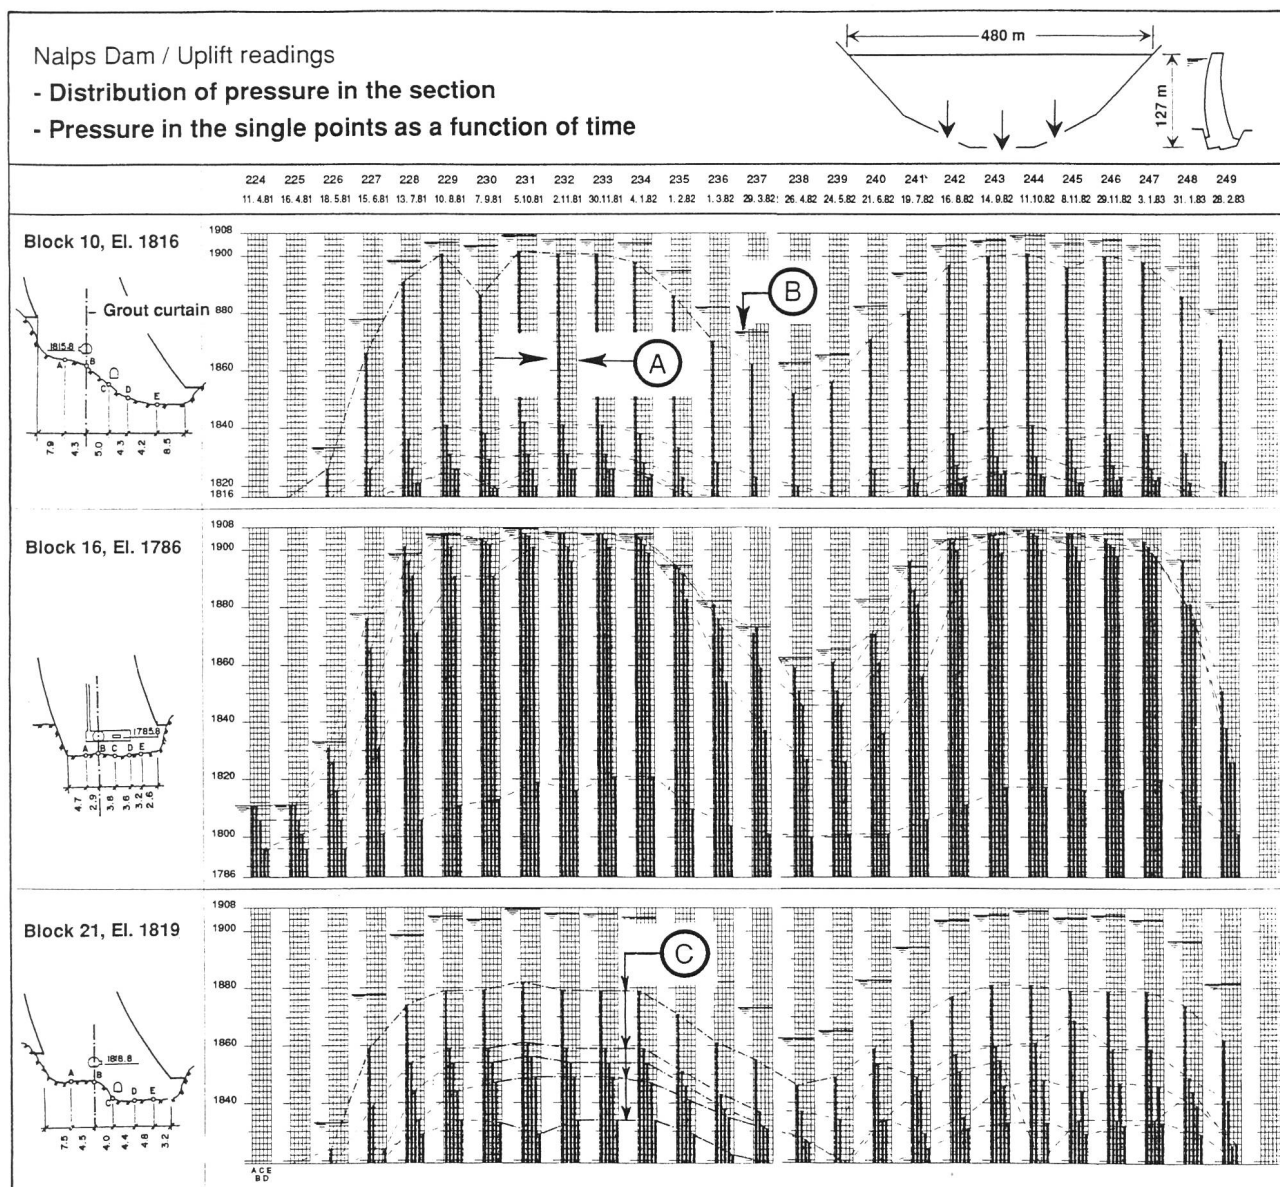 Nalps Dam / Uplift readings
- Distribution of pressure in the section
- Pressure in the single points as a function of time
480 m
127 m
224 225 226 227 228 229 230 231 232 233 234 235 236 237 238 239 240 241 242 243 244 245 246 247 248 249
11.4.81 16.4.81 18.5.81 15.6.81 13.7.81 10.8.81 7.9.81 5.10.81 2.11.81 30.11.81 4.1.82 1.2.82 1.3.82 29.3.82 26.4.82 24.5.82 21.6.82 19.7.82 16.8.82 14.9.82 11.10.82 8.11.82 29.11.82 3.1.83 31.1.83 28.2.83
Block 10, El. 1816
Grout curtain
1815.8
A B C D E
7.9 4.3 5.0 4.3 4.2 8.5
1908
1900
880
1860
1840
1820
1816
A
B
Block 16, El. 1786
1785.8
A B C D E
4.7 2.9 3.8 3.6 3.2 2.6
1908
1900
1880
1860
1840
1820
1800
1786
Block 21, El. 1819
1818.8
A B C D E
7.5 4.5 4.0 4.4 4.8 3.2
1908
1900
1880
1860
1840
C
A C E
B D